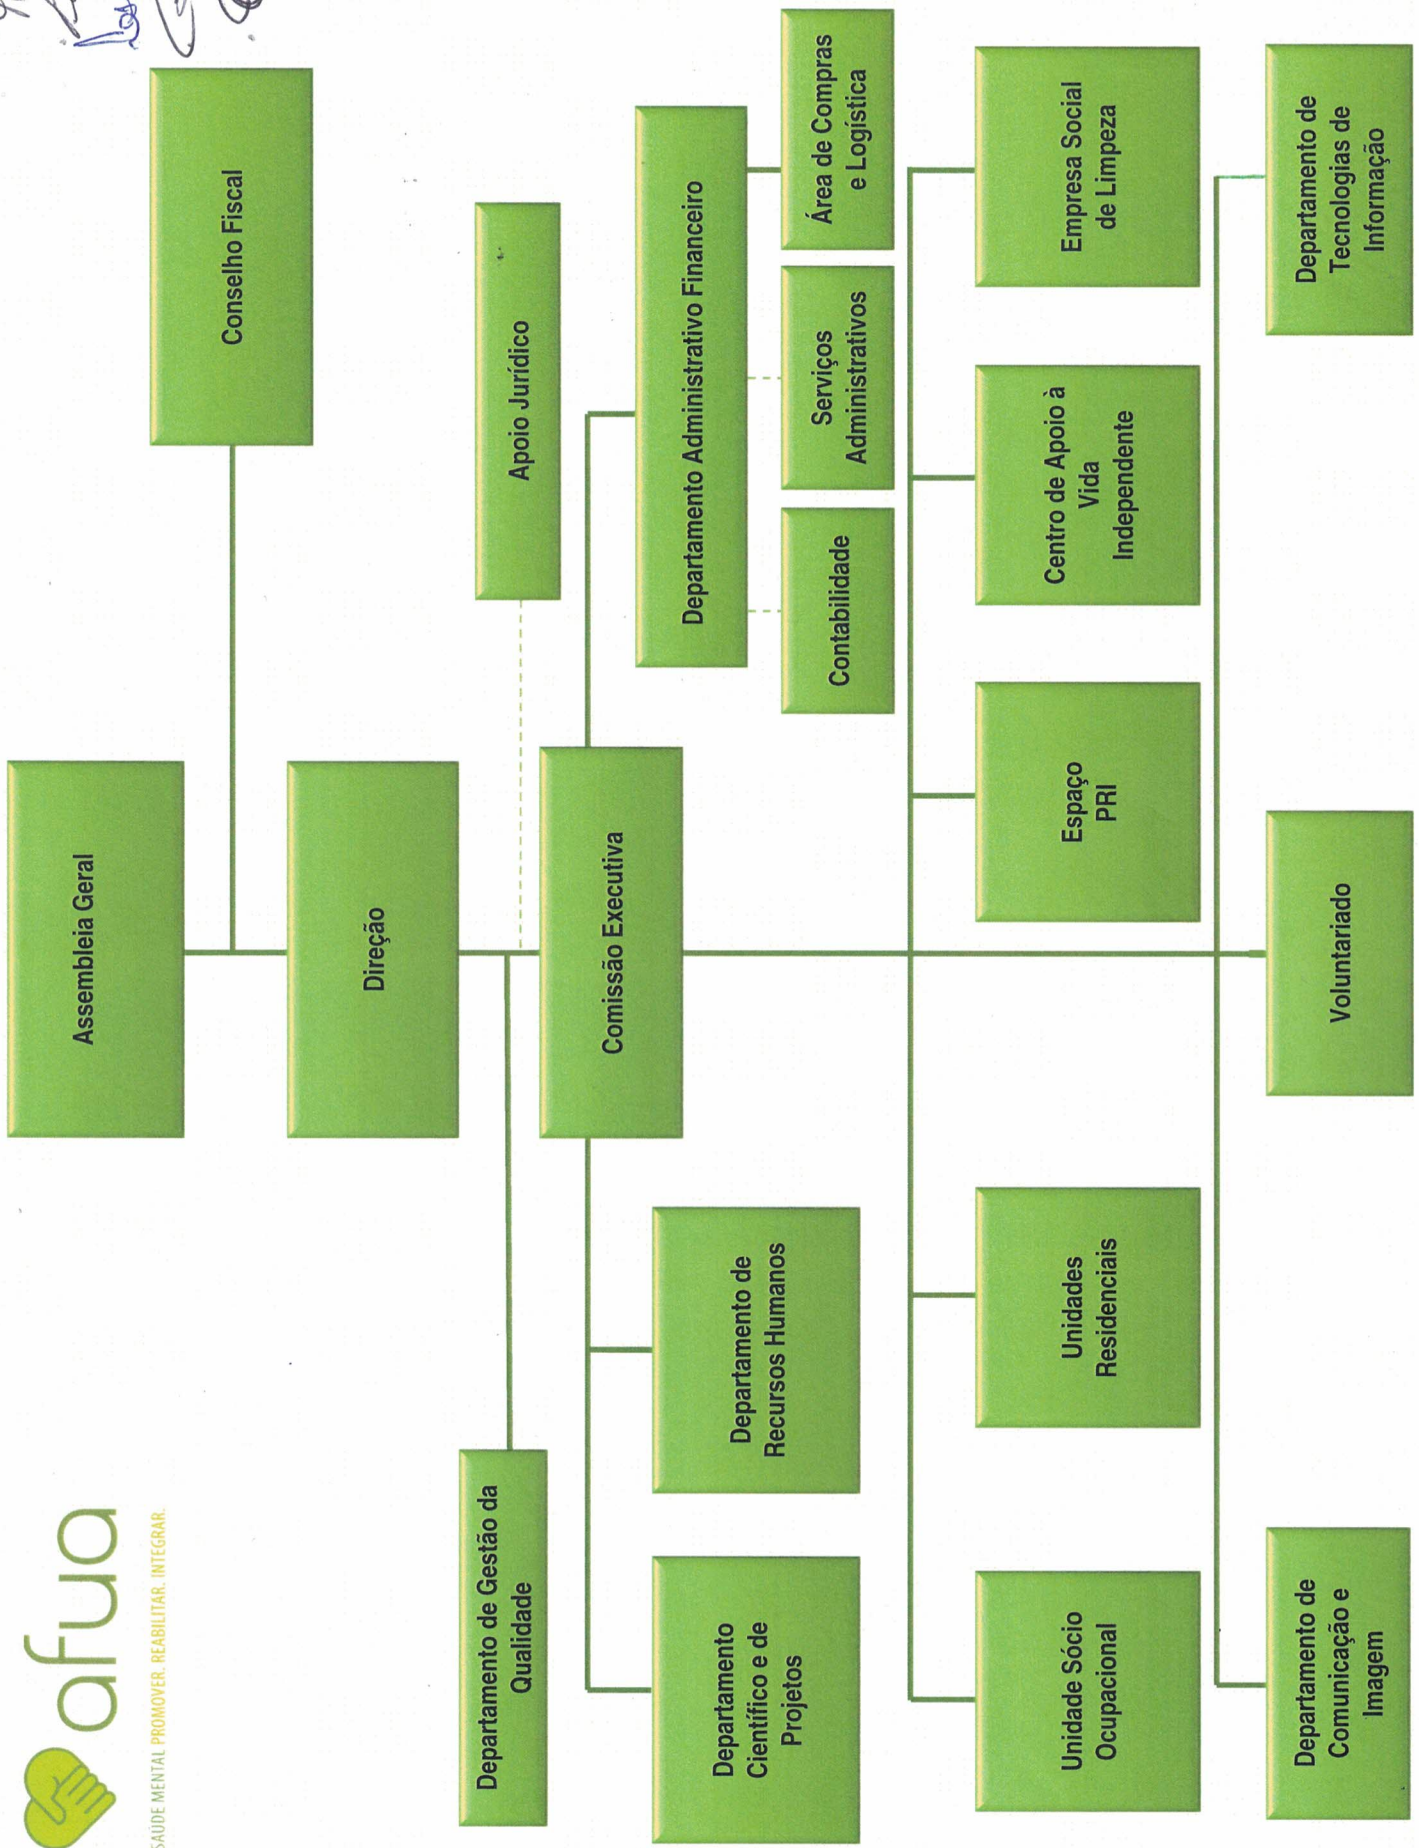 afua
SAÚDE MENTAL PROMOVER. REABILITAR. INTEGRAR.
Assembleia Geral
Conselho Fiscal
Direção
Departamento de Gestão da
Qualidade
Apoio Jurídico
Comissão Executiva
Departamento
Científico e de
Projetos
Departamento de
Recursos Humanos
Departamento Administrativo Financeiro
Contabilidade
Serviços
Administrativos
Área de Compras
e Logística
Unidade Sócio
Ocupacional
Unidades
Residenciais
Espaço
PRI
Centro de Apoio à
Vida
Independente
Empresa Social
de Limpeza
Departamento de
Comunicação e
Imagem
Voluntariado
Departamento de
Tecnologias de
Informação